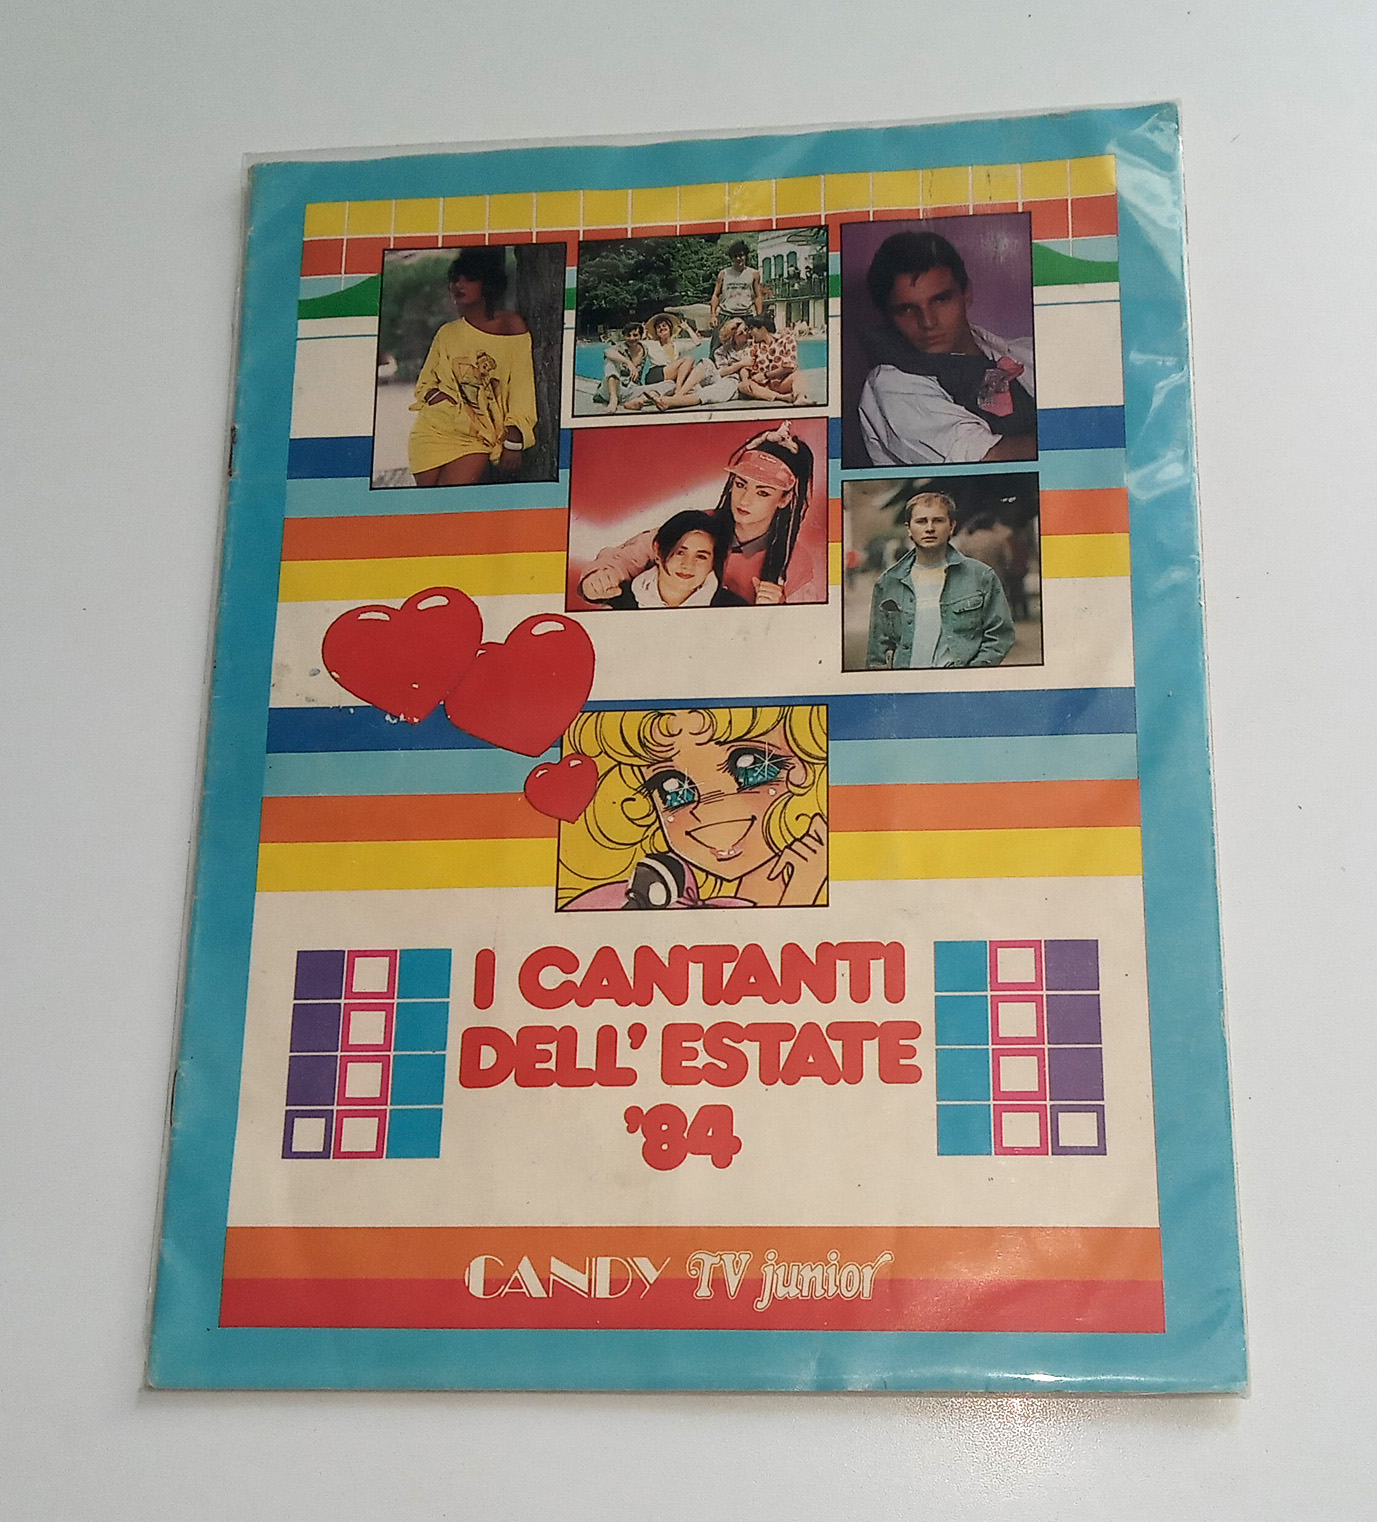 I CANTANTI
DELL'ESTATE
'84
CANDY TV junior